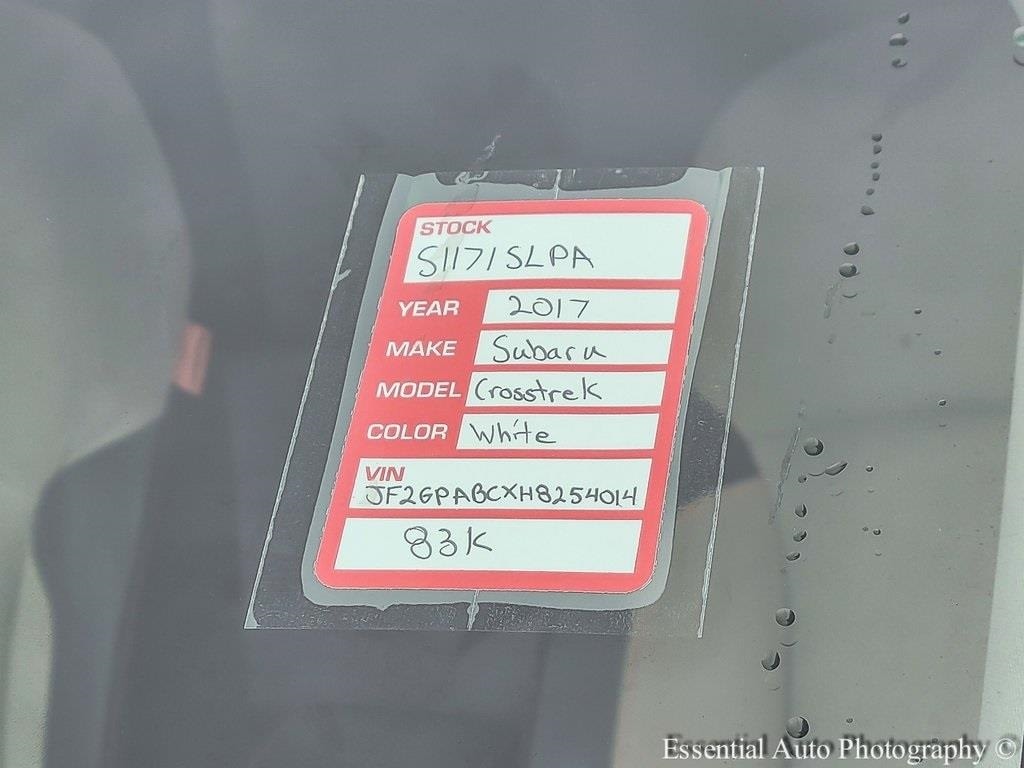 STOCK
S1171SLPA
YEAR 2017
MAKE Subaru
MODEL Crosstrek
COLOR White
VIN
JF2GPABCXH8254014
83K
Essential Auto Photography ©